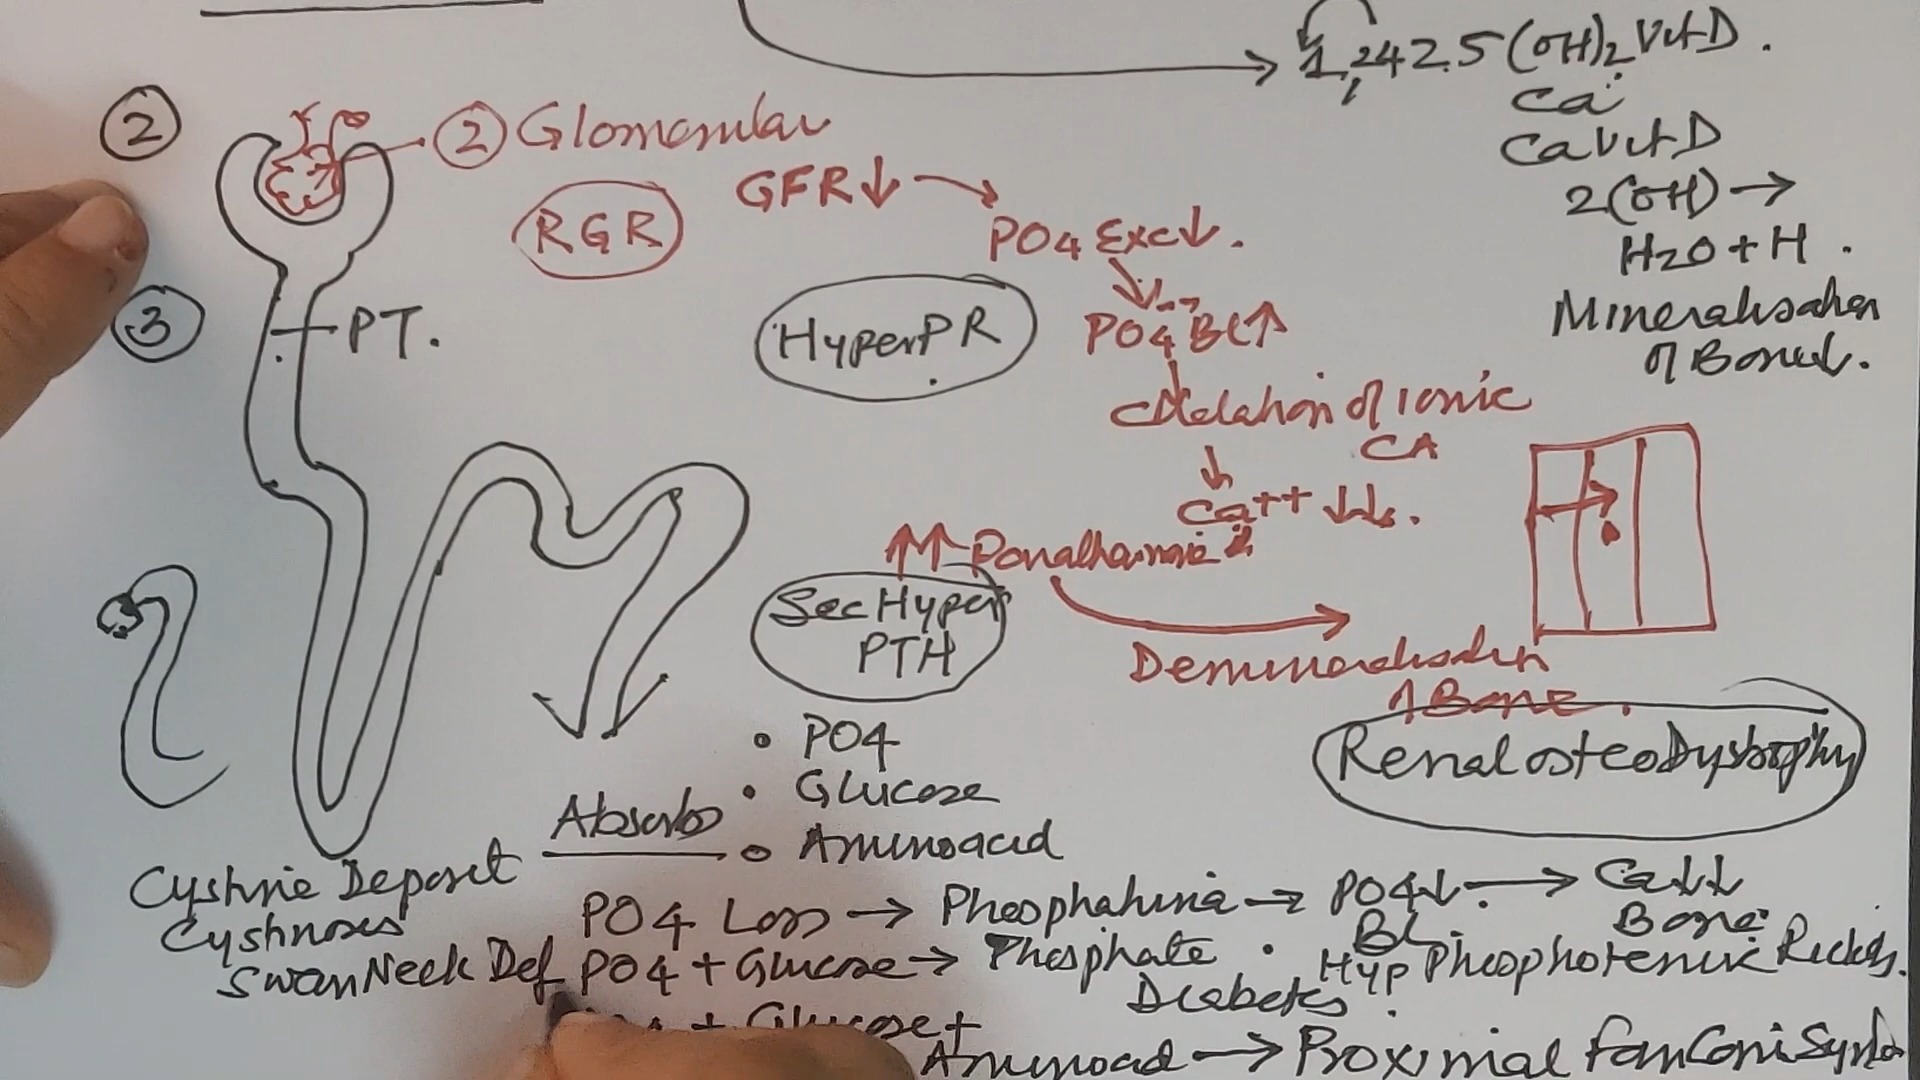 1,24 25 (OH)2 Vit D.
Ca
Ca Vit D
2(OH) →
H2O + H.
Mineralisation
of Bone↓.
② ② Glomerular
RGR
GFR↓ →
PO4 Exc↓.
PO4 BL↑
HyperPR
③ PT.
Chelation of ionic
CA
Ca++ ↓↓.
↑↑ Parathormone
Sec Hyper
PTH
Demineralisation
of Bone.
Renal osteoDystrophy
• PO4
Absorbs • Glucose
• Aminoacid
Cystine Deposit
Cystinosis
Swan Neck Def
PO4 Loss → Phosphaturia → PO4↓. → Ca↓↓
BL. Bone
PO4 + Glucose → Phosphate • Hyp Phosphotemic Rickets.
Diabetes.
+ Glucose +
Aminoacid → Proximal Fanconi Synd